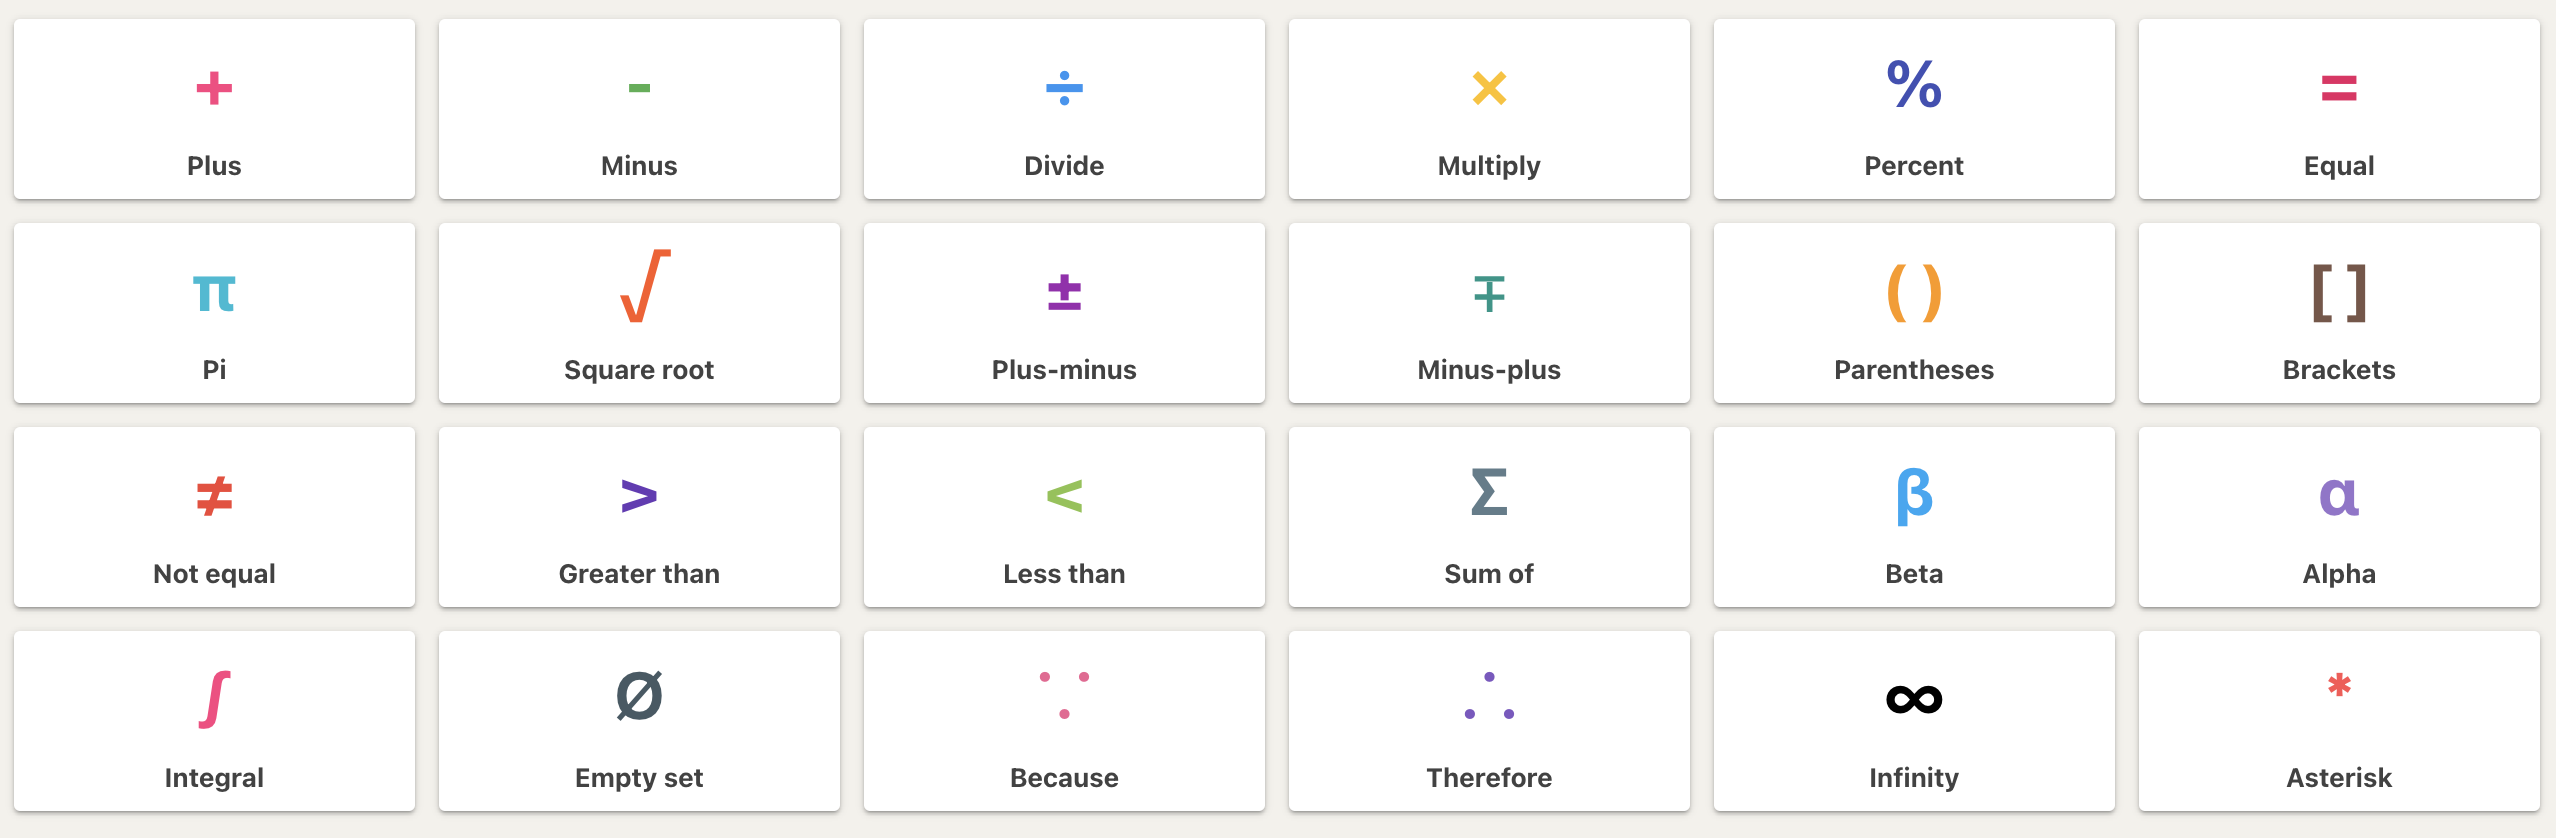 + - ÷ × % =
Plus Minus Divide Multiply Percent Equal
π √ ± ∓ ( ) [ ]
Pi Square root Plus-minus Minus-plus Parentheses Brackets
≠ > < Σ β α
Not equal Greater than Less than Sum of Beta Alpha
∫ Ø ∵ ∴ ∞ *
Integral Empty set Because Therefore Infinity Asterisk